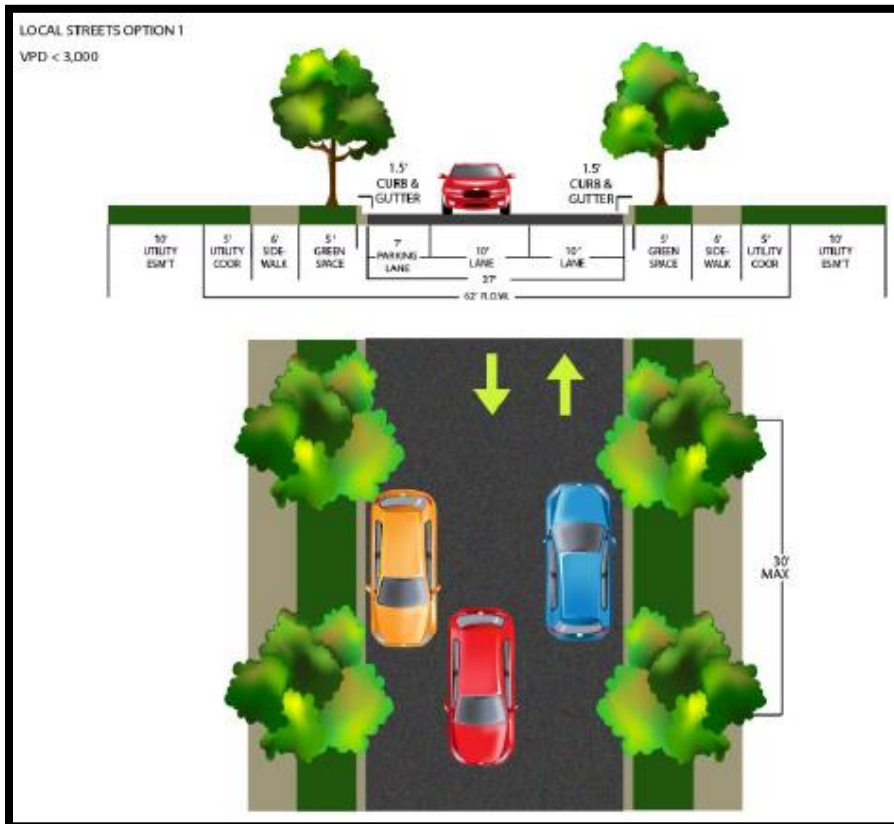 LOCAL STREETS OPTION 1
VPD < 3,000
1.5'
CURB &
GUTTER
1.5'
CURB &
GUTTER
10'
UTILITY
ESM'T
5'
UTILITY
COOR
6'
SIDE-
WALK
5'
GREEN
SPACE
7'
PARKING
LANE
10'
LANE
10'
LANE
5'
GREEN
SPACE
6'
SIDE-
WALK
5'
UTILITY
COOR
10'
UTILITY
ESM'T
27'
62' R.O.W.
30'
MAX